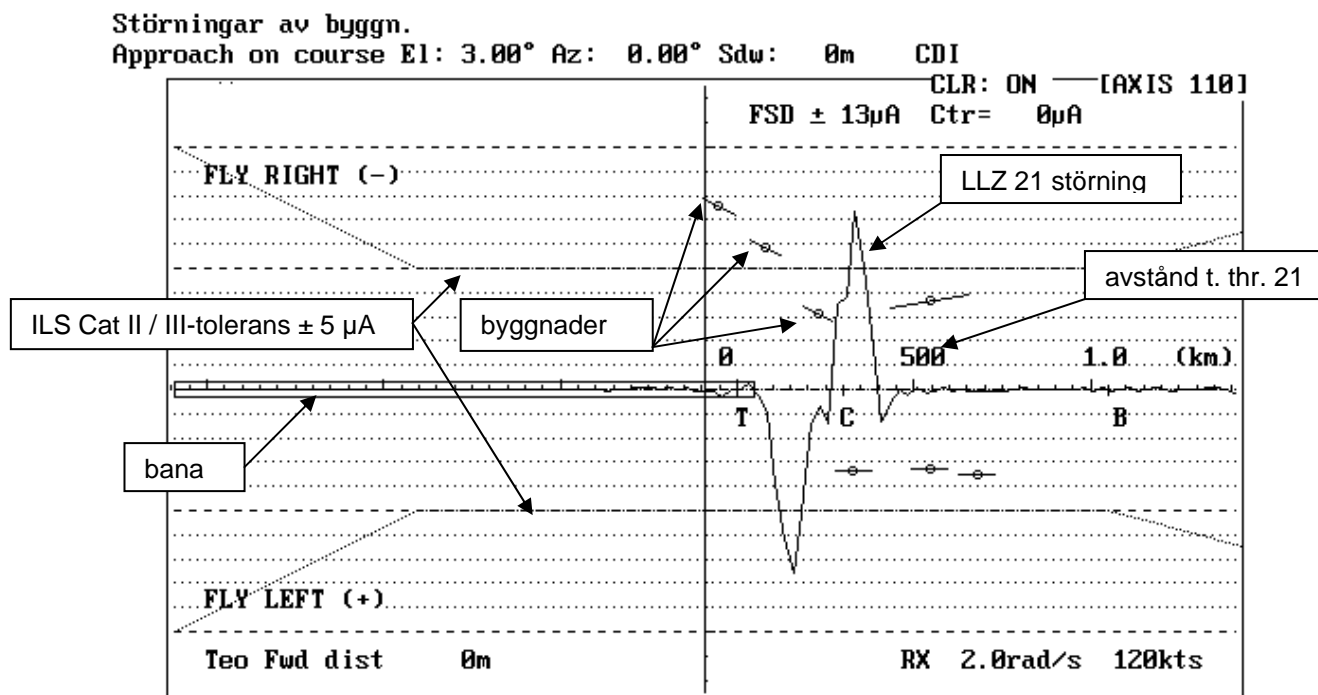 Störningar av byggn.
Approach on course El: 3.00° Az: 0.00° Sdw: 0m CDI
CLR: ON [AXIS 110]
FSD ± 13µA Ctr= 0µA
FLY RIGHT (-)
LLZ 21 störning
avstånd t. thr. 21
ILS Cat II / III-tolerans ± 5 µA
byggnader
0 500 1.0 (km)
T C B
bana
FLY LEFT (+)
Teo Fwd dist 0m RX 2.0rad/s 120kts